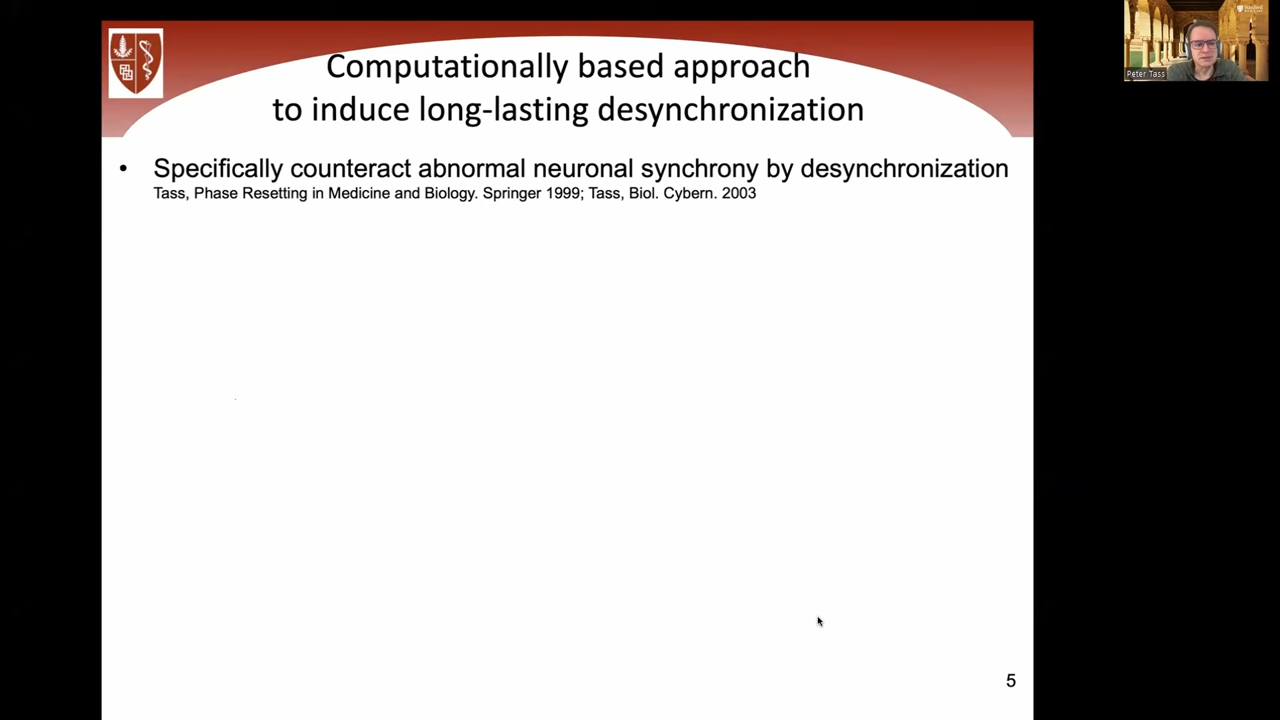 Computationally based approach
to induce long-lasting desynchronization
• Specifically counteract abnormal neuronal synchrony by desynchronization
Tass, Phase Resetting in Medicine and Biology. Springer 1999; Tass, Biol. Cybern. 2003
5
Peter Tass
Stanford